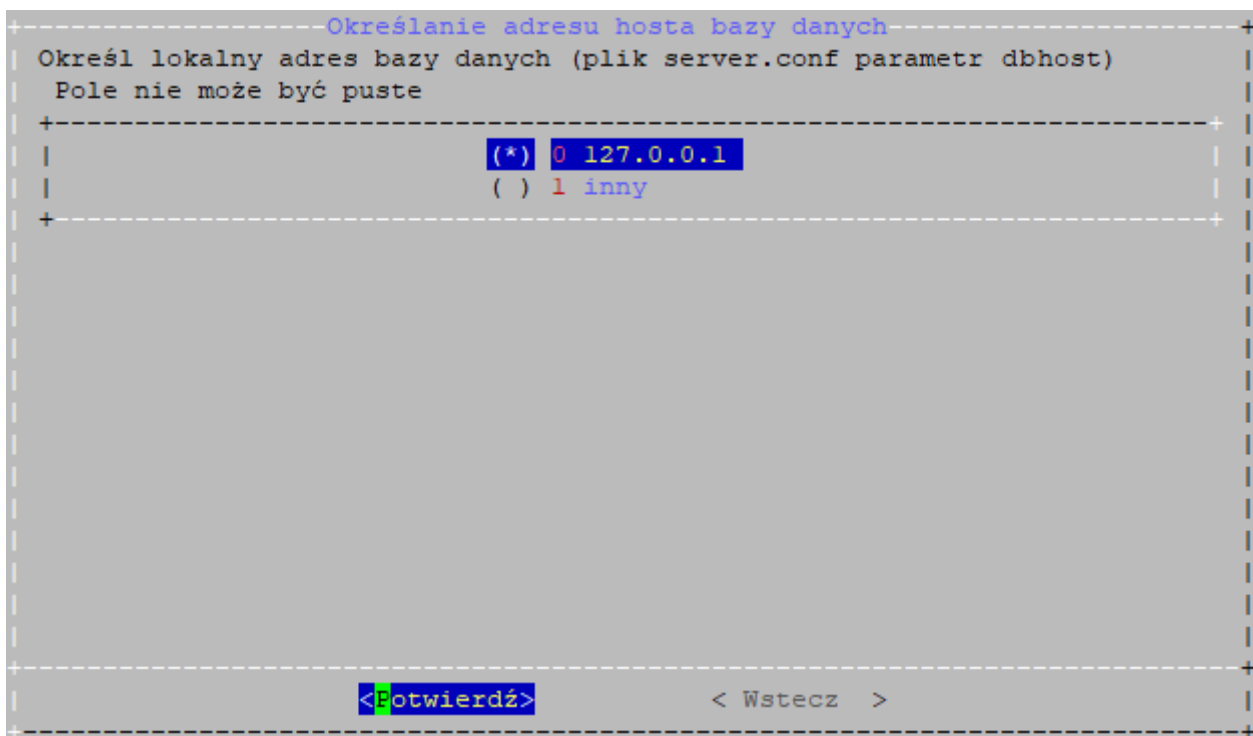 Określanie adresu hosta bazy danych
Określ lokalny adres bazy danych (plik server.conf parametr dbhost)
Pole nie może być puste
(*) 0 127.0.0.1
( ) 1 inny
<Potwierdź> < Wstecz >